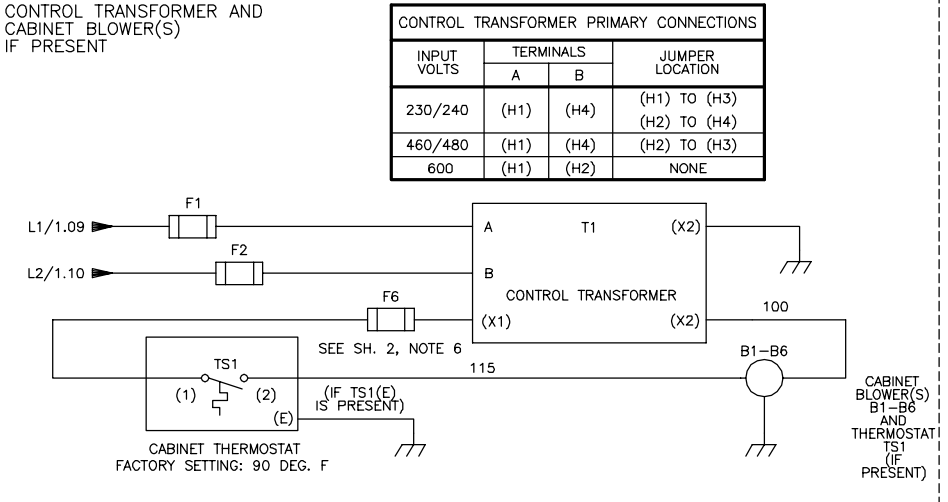 CONTROL TRANSFORMER AND
CABINET BLOWER(S)
IF PRESENT
CONTROL TRANSFORMER PRIMARY CONNECTIONS
INPUT
VOLTS
TERMINALS
A B
JUMPER
LOCATION
230/240 (H1) (H4) (H1) TO (H3)
(H2) TO (H4)
460/480 (H1) (H4) (H2) TO (H3)
600 (H1) (H2) NONE
F1
L1/1.09
A T1 (X2)
F2
L2/1.10
B
CONTROL TRANSFORMER
F6
(X1) (X2)
100
SEE SH. 2, NOTE 6
B1-B6
115
TS1
(1) (2)
(IF TS1(E)
IS PRESENT)
(E)
CABINET THERMOSTAT
FACTORY SETTING: 90 DEG. F
CABINET
BLOWER(S)
B1-B6
AND
THERMOSTAT
TS1
(IF
PRESENT)